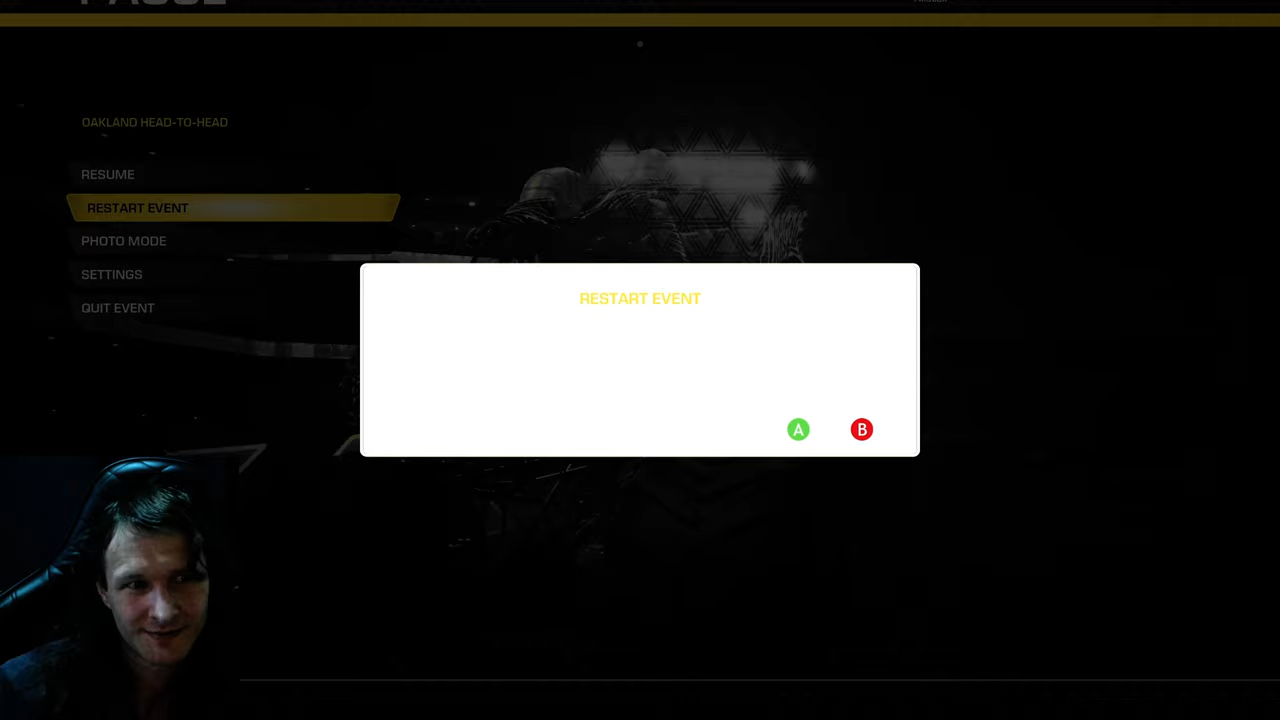 OAKLAND HEAD-TO-HEAD
RESUME
RESTART EVENT
PHOTO MODE
SETTINGS
QUIT EVENT
RESTART EVENT
A B